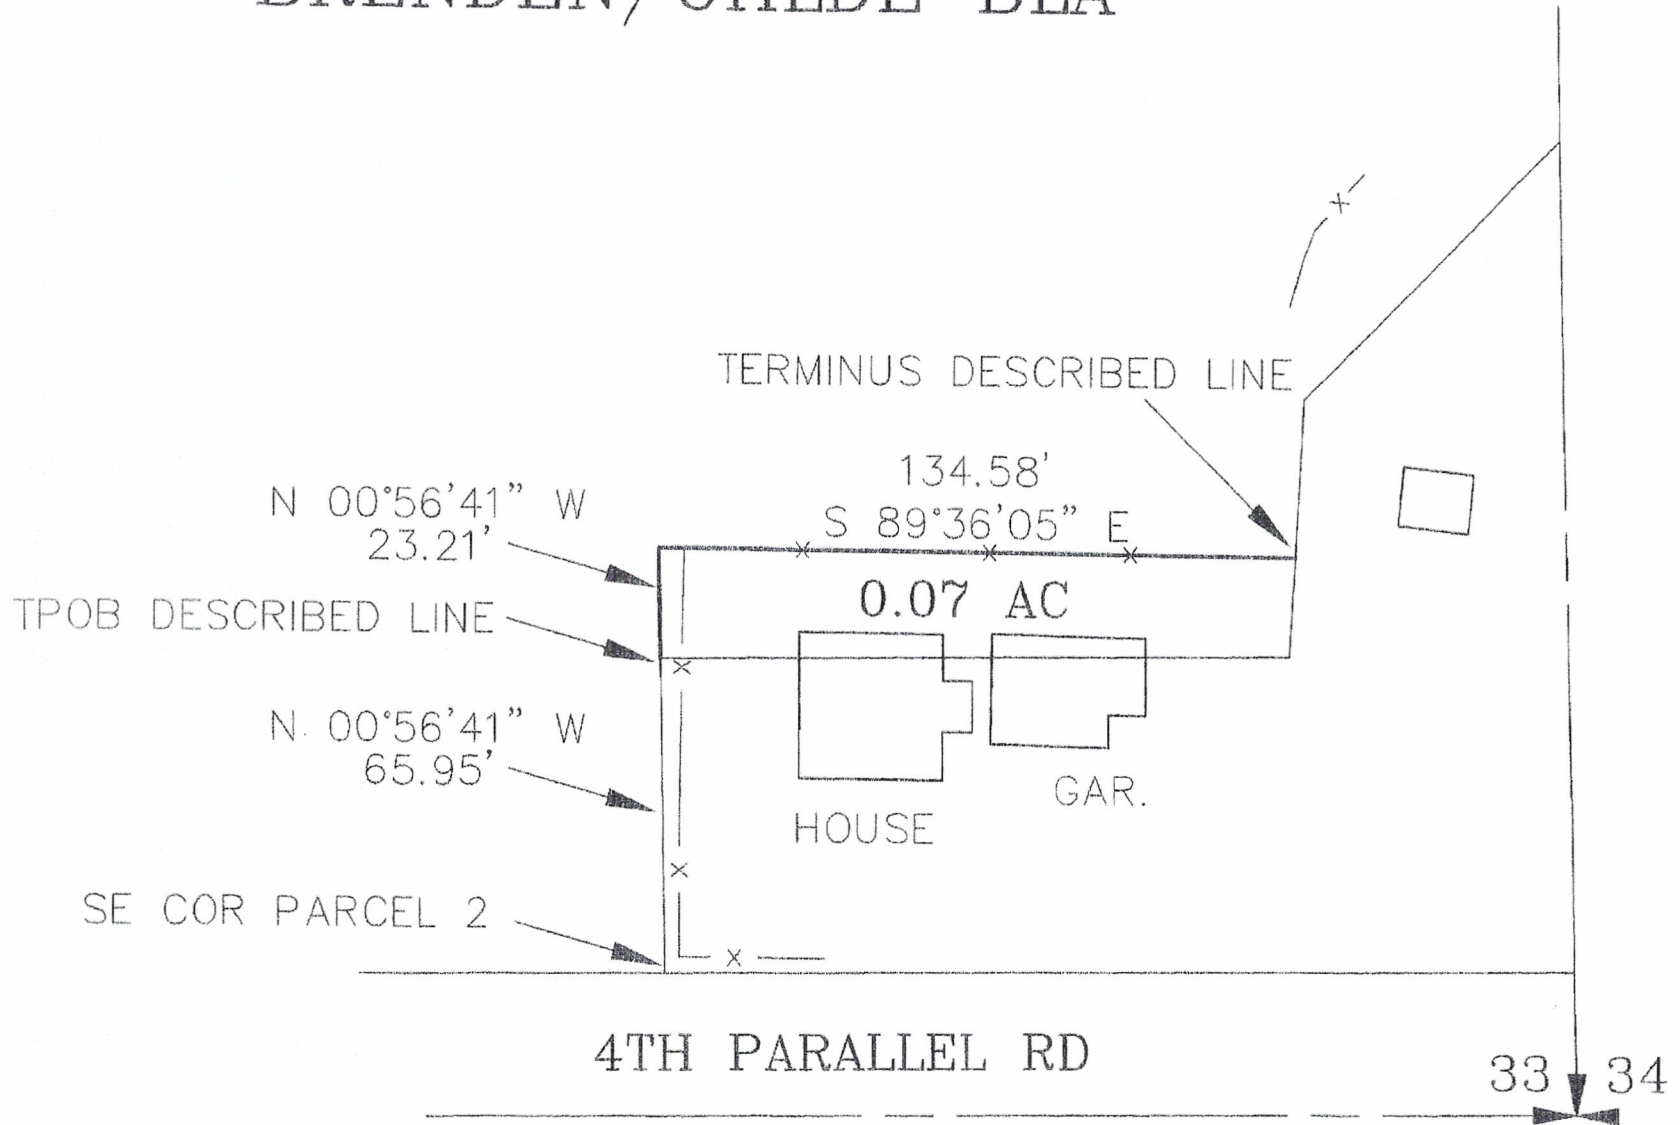 TERMINUS DESCRIBED LINE
134.58'
S 89°36'05" E
N 00°56'41" W
23.21'
0.07 AC
TPOB DESCRIBED LINE
N 00°56'41" W
65.95'
GAR.
HOUSE
SE COR PARCEL 2
4TH PARALLEL RD
33 34